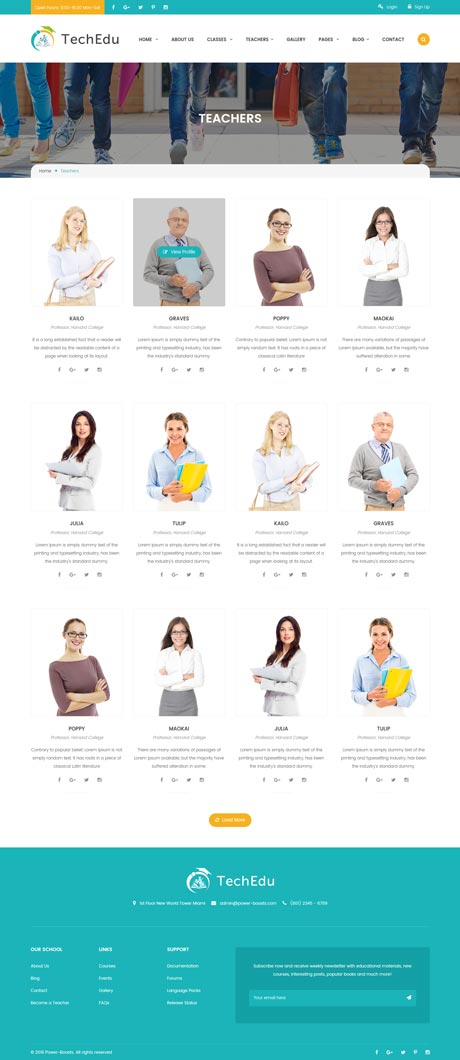 Open hours: 8:00-18:00 Mon-Sat
Login
Sign Up
TechEdu
HOME
ABOUT US
CLASSES
TEACHERS
GALLERY
PAGES
BLOG
CONTACT
TEACHERS
Home
Teachers
View Profile
KAILO
GRAVES
POPPY
MAOKAI
Professor, Harvard College
Professor, Harvard College
Professor, Harvard College
Professor, Harvard College
It is a long established fact that a reader will be distracted by the readable content of a page when looking at its layout
Lorem Ipsum is simply dummy text of the printing and typesetting industry, has been the industry's standard dummy
Contrary to popular belief, Lorem Ipsum is not simply random text. It has roots in a piece of classical Latin literature
There are many variations of passages of Lorem Ipsum available, but the majority have suffered alteration in some
JULIA
TULIP
KAILO
GRAVES
Professor, Harvard College
Professor, Harvard College
Professor, Harvard College
Professor, Harvard College
Lorem Ipsum is simply dummy text of the printing and typesetting industry, has been the industry's standard dummy
Lorem Ipsum is simply dummy text of the printing and typesetting industry, has been the industry's standard dummy
It is a long established fact that a reader will be distracted by the readable content of a page when looking at its layout
Lorem Ipsum is simply dummy text of the printing and typesetting industry, has been the industry's standard dummy
POPPY
MAOKAI
JULIA
TULIP
Professor, Harvard College
Professor, Harvard College
Professor, Harvard College
Professor, Harvard College
Contrary to popular belief, Lorem Ipsum is not simply random text. It has roots in a piece of classical Latin literature
There are many variations of passages of Lorem Ipsum available, but the majority have suffered alteration in some
Lorem Ipsum is simply dummy text of the printing and typesetting industry, has been the industry's standard dummy
Lorem Ipsum is simply dummy text of the printing and typesetting industry, has been the industry's standard dummy
Load More
TechEdu
1st Floor New World Tower Miami
admin@power-boosts.com
(801) 2345 - 6789
OUR SCHOOL
About Us
Blog
Contact
Become a Teacher
LINKS
Courses
Events
Gallery
FAQs
SUPPORT
Documentation
Forums
Language Packs
Release Status
Subscribe now and receive weekly newsletter with educational materials, new courses, interesting posts, popular books and much more!
Your email here
© 2016 Power-Boosts. All rights reserved